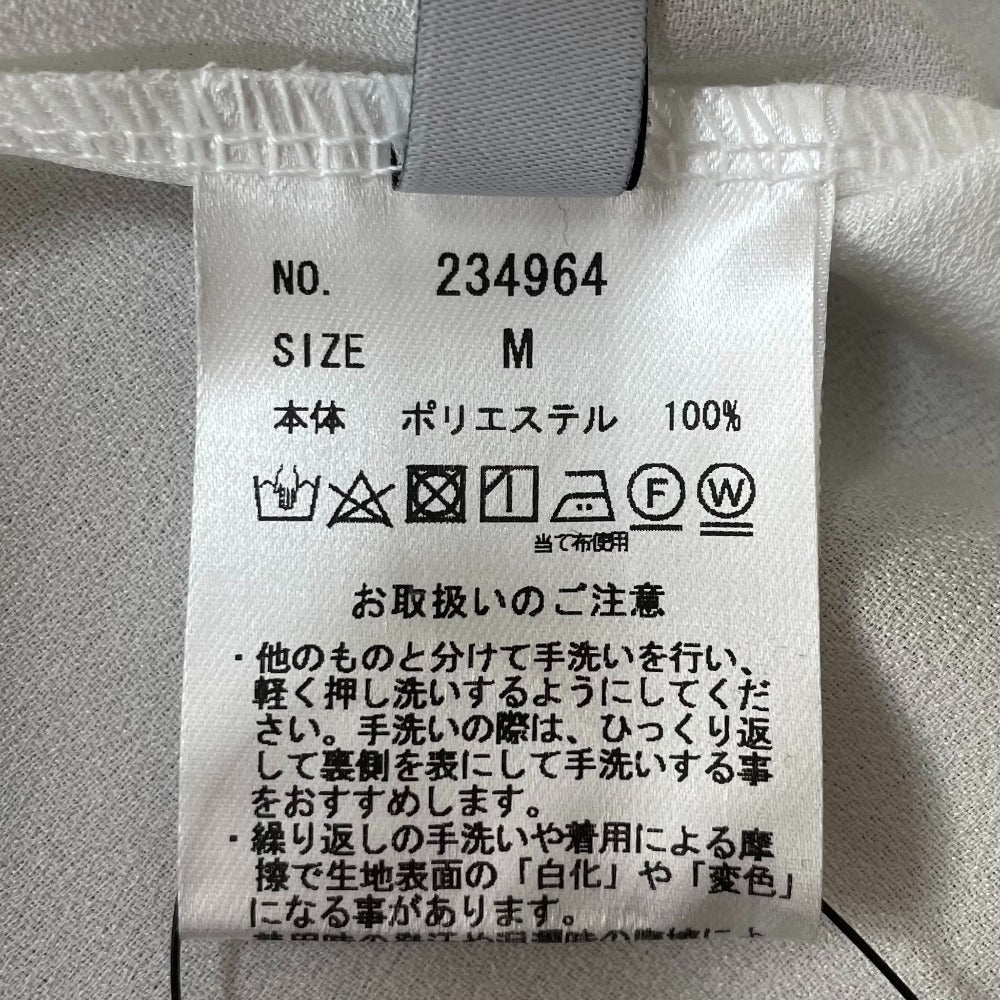 NO. 234964
SIZE M
本体 ポリエステル 100%
F W
当て布使用
お取扱いのご注意
・他のものと分けて手洗いを行い、
軽く押し洗いするようにしてくだ
さい。手洗いの際は、ひっくり返
して裏側を表にして手洗いする事
をおすすめします。
・繰り返しの手洗いや着用による摩
擦で生地表面の「白化」や「変色」
になる事があります。